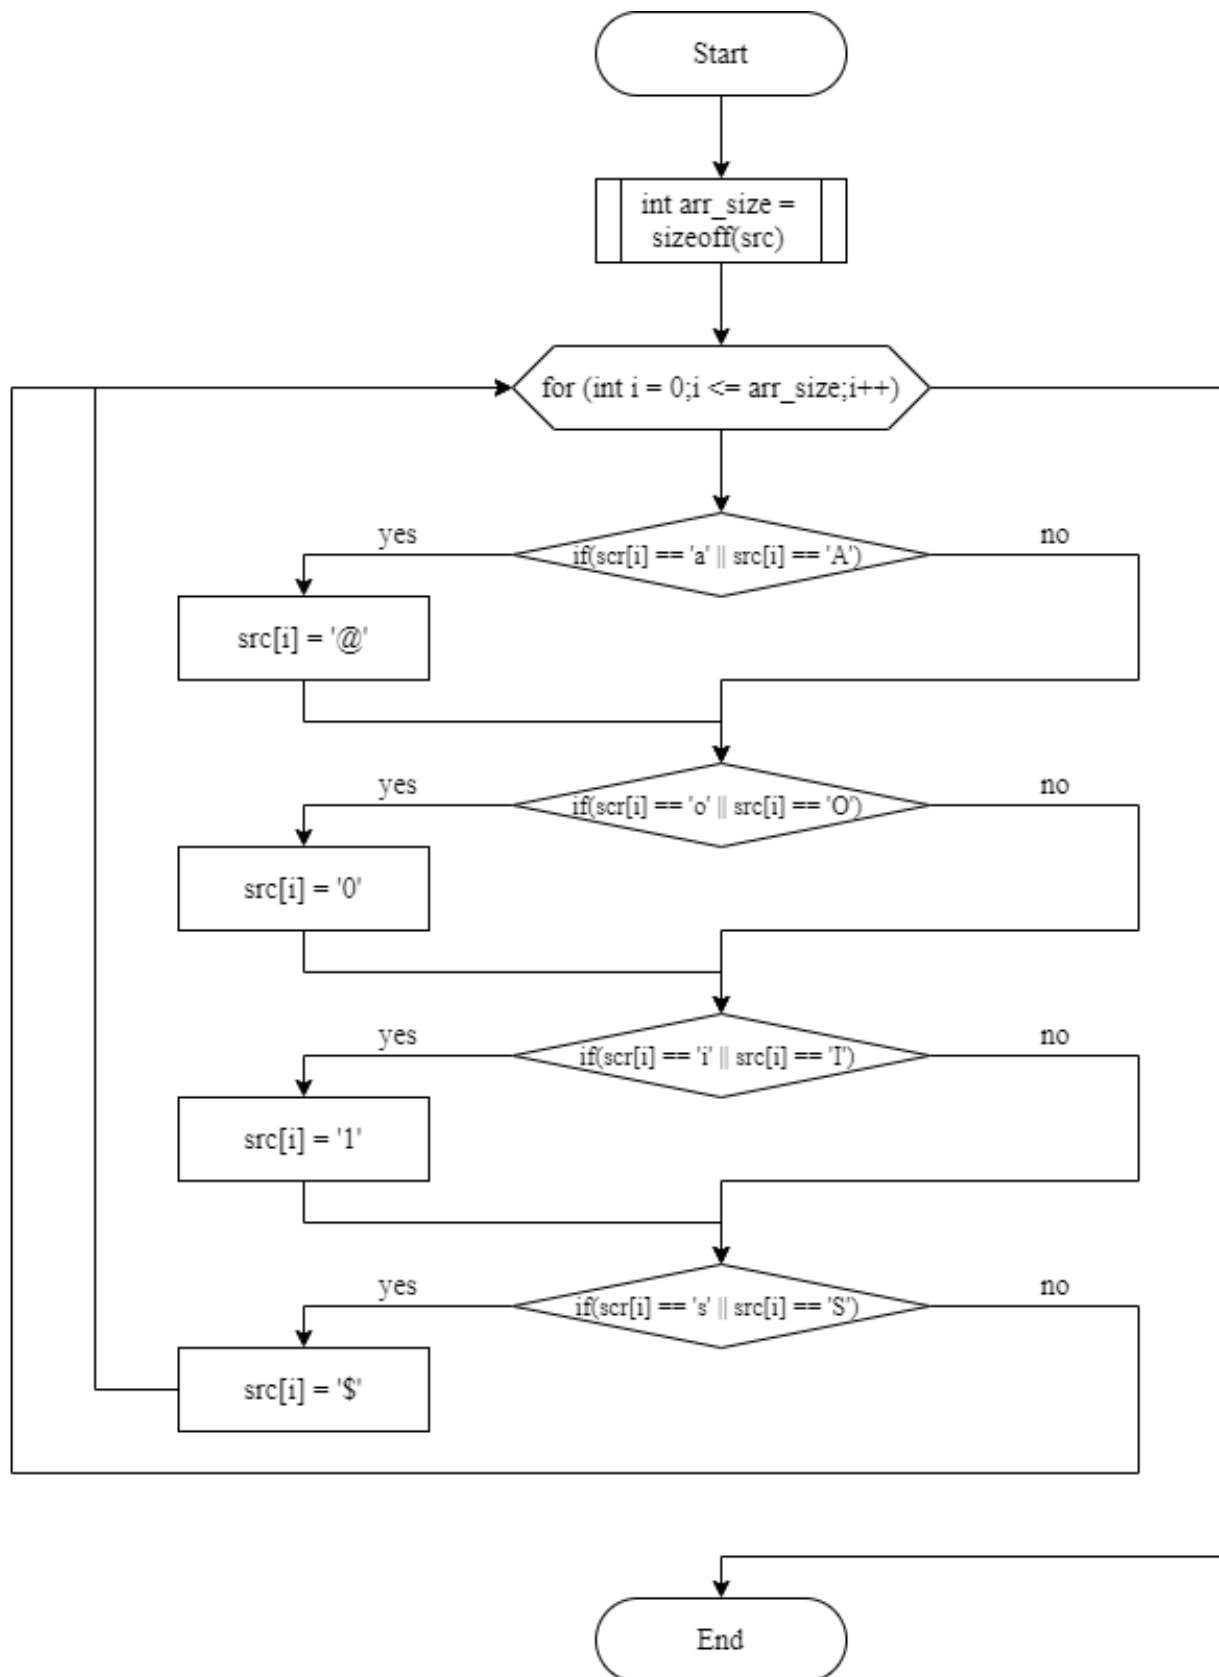 Start
int arr_size =
sizeoff(src)
for (int i = 0;i <= arr_size;i++)
yes
if(scr[i] == 'a' || src[i] == 'A')
no
src[i] = '@'
yes
if(scr[i] == 'o' || src[i] == 'O')
no
src[i] = '0'
yes
if(scr[i] == 'i' || src[i] == 'I')
no
src[i] = '1'
yes
if(scr[i] == 's' || src[i] == 'S')
no
src[i] = '$'
End